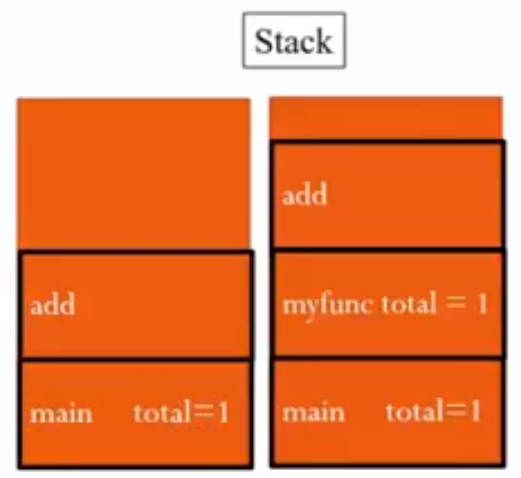 Stack
add
main total=1
add
myfunc total = 1
main total=1